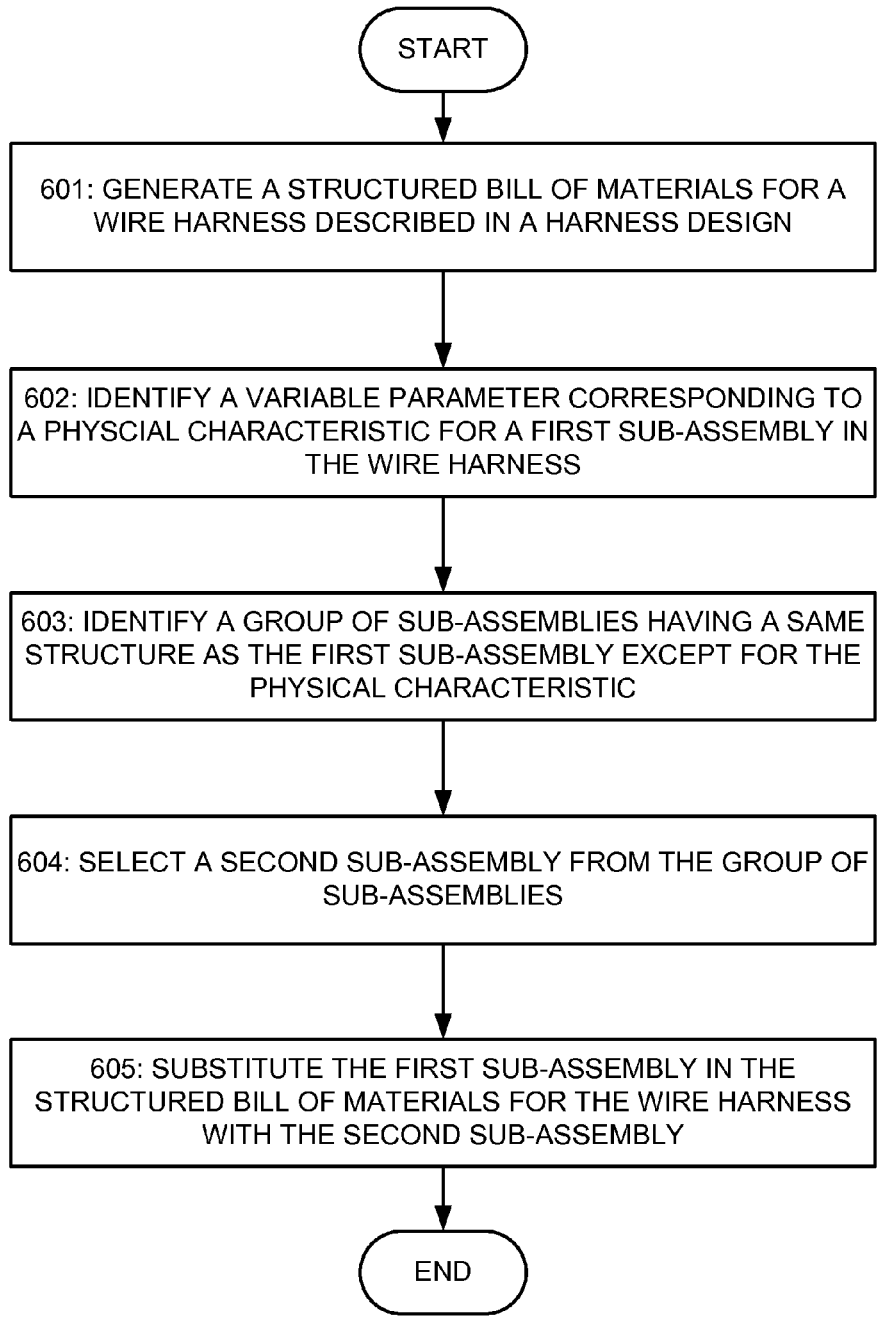 START
601: GENERATE A STRUCTURED BILL OF MATERIALS FOR A
WIRE HARNESS DESCRIBED IN A HARNESS DESIGN
602: IDENTIFY A VARIABLE PARAMETER CORRESPONDING TO
A PHYSCIAL CHARACTERISTIC FOR A FIRST SUB-ASSEMBLY IN
THE WIRE HARNESS
603: IDENTIFY A GROUP OF SUB-ASSEMBLIES HAVING A SAME
STRUCTURE AS THE FIRST SUB-ASSEMBLY EXCEPT FOR THE
PHYSICAL CHARACTERISTIC
604: SELECT A SECOND SUB-ASSEMBLY FROM THE GROUP OF
SUB-ASSEMBLIES
605: SUBSTITUTE THE FIRST SUB-ASSEMBLY IN THE
STRUCTURED BILL OF MATERIALS FOR THE WIRE HARNESS
WITH THE SECOND SUB-ASSEMBLY
END